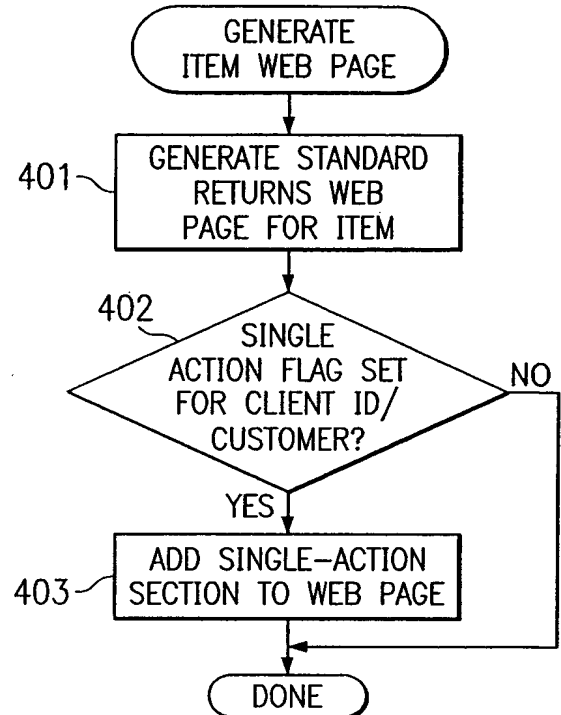 GENERATE
ITEM WEB PAGE
401
GENERATE STANDARD
RETURNS WEB
PAGE FOR ITEM
402
SINGLE
ACTION FLAG SET
FOR CLIENT ID/
CUSTOMER?
NO
YES
403
ADD SINGLE-ACTION
SECTION TO WEB PAGE
DONE